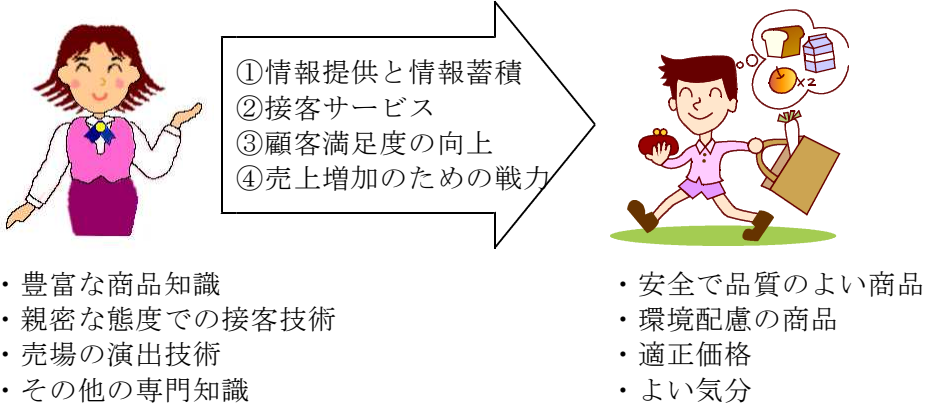 ①情報提供と情報蓄積
②接客サービス
③顧客満足度の向上
④売上増加のための戦力
×2
・豊富な商品知識
・親密な態度での接客技術
・売場の演出技術
・その他の専門知識
・安全で品質のよい商品
・環境配慮の商品
・適正価格
・よい気分